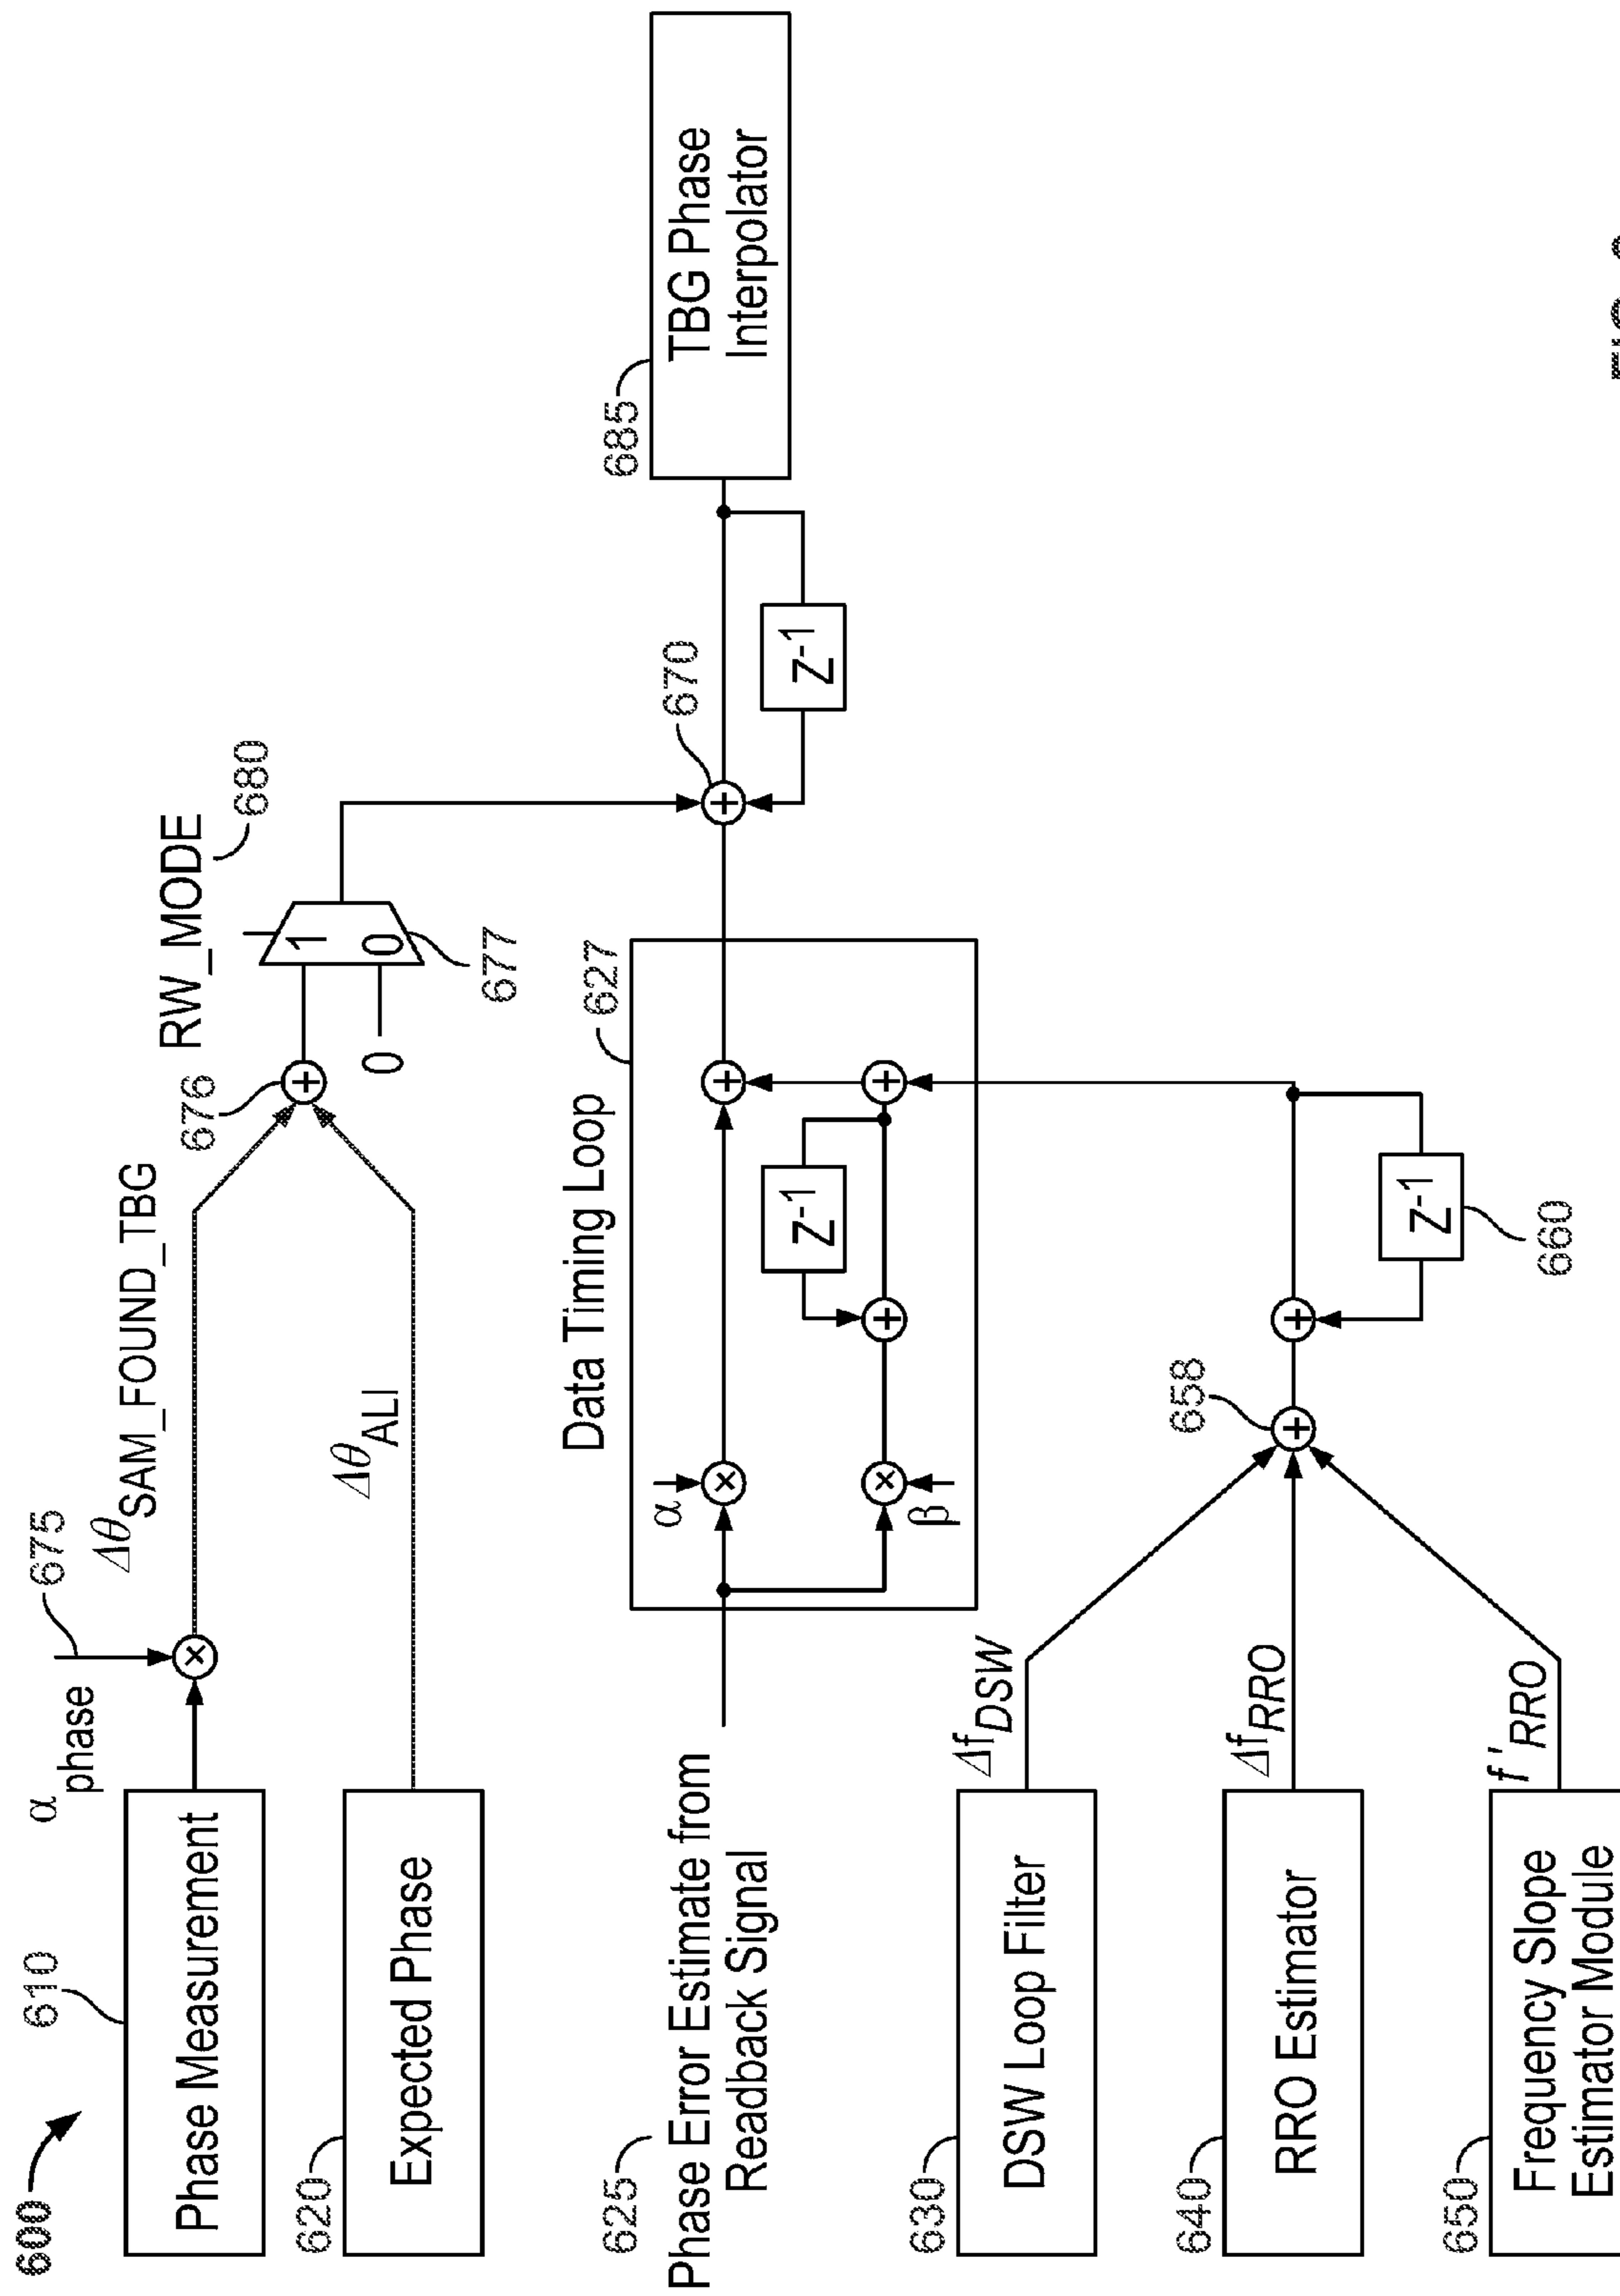 600
610
Phase Measurement
α phase
675
Δθ SAM_FOUND_TBG
620
Expected Phase
Δθ ALI
676
RW_MODE
680
1
0
0
677
625
Phase Error Estimate from
Readback Signal
Data Timing Loop
627
α
β
Z-1
670
Z-1
685
TBG Phase
Interpolator
630
DSW Loop Filter
Δf DSW
640
RRO Estimator
Δf RRO
650
Frequency Slope
Estimator Module
f' RRO
658
Z-1
660